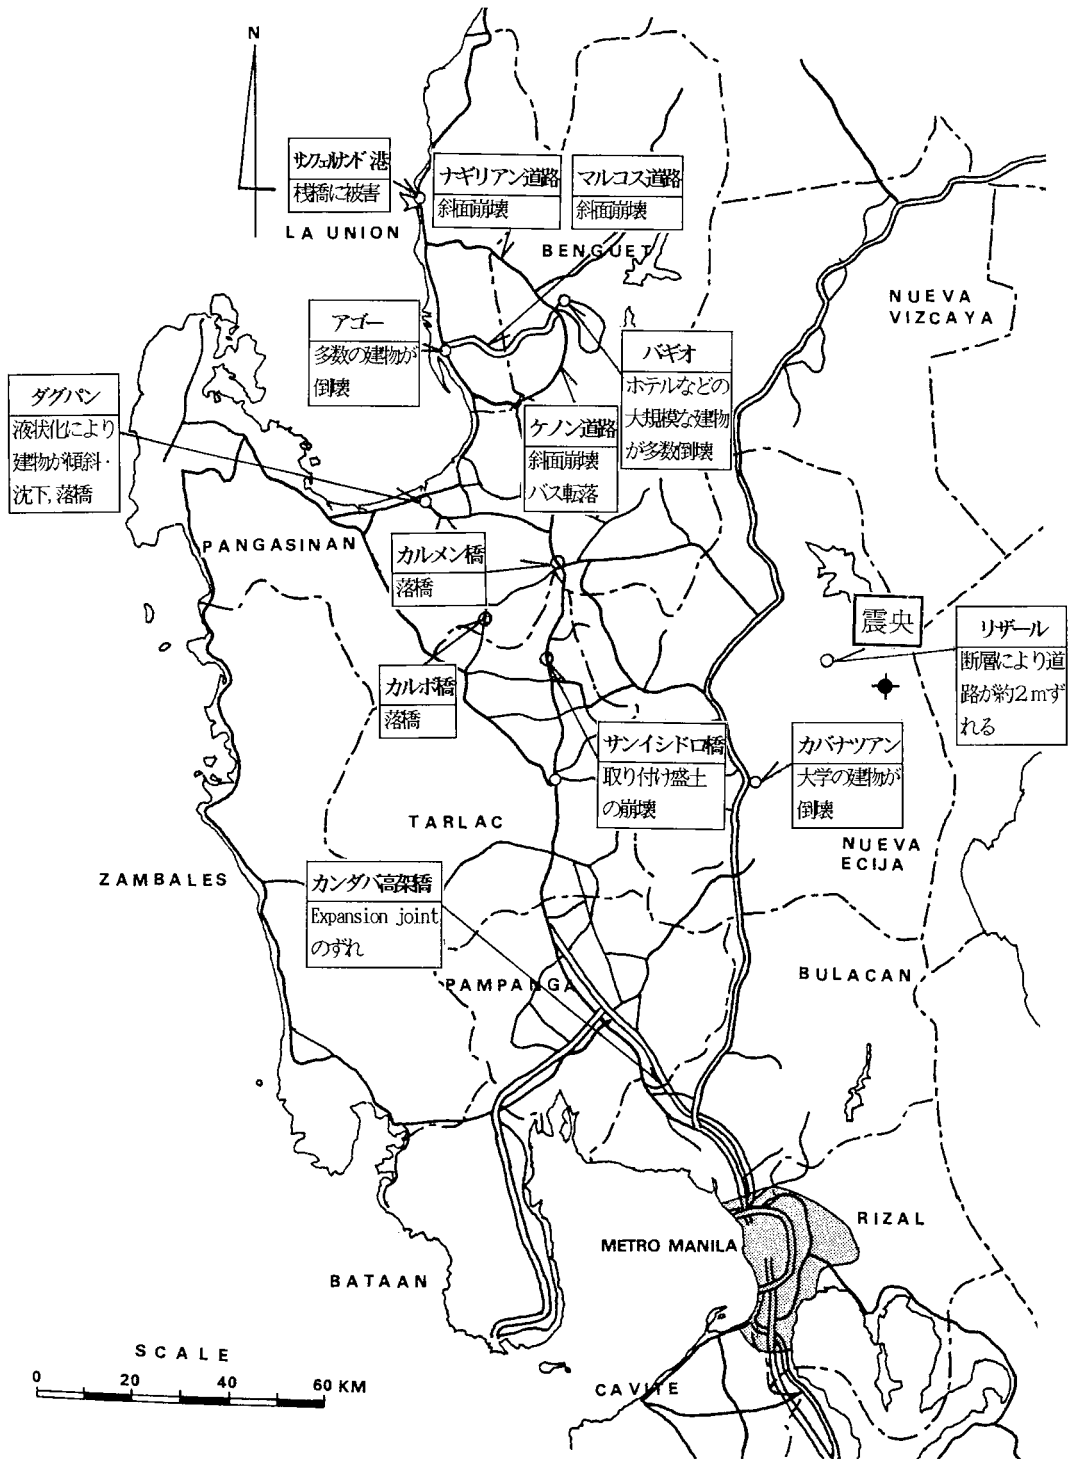 N
サンフェルナンド港
桟橋に被害
ナギリアン道路
斜面崩壊
マルコス道路
斜面崩壊
LA UNION
BENGUET
NUEVA
VIZCAYA
アゴー
多数の建物が
倒壊
バギオ
ホテルなどの
大規模な建物
が多数倒壊
ダグパン
液状化により
建物が傾斜・
沈下,落橋
ケノン道路
斜面崩壊
バス転落
PANGASINAN
カルメン橋
落橋
震央
リザール
断層により道
路が約2mず
れる
カルボ橋
落橋
サンイシドロ橋
取り付け盛土
の崩壊
カバナツアン
大学の建物が
倒壊
TARLAC
NUEVA
ECIJA
ZAMBALES
カンダバ高架橋
Expansion joint
のずれ
PAMPANGA
BULACAN
RIZAL
METRO MANILA
BATAAN
SCALE
0 20 40 60 KM
CAVITE